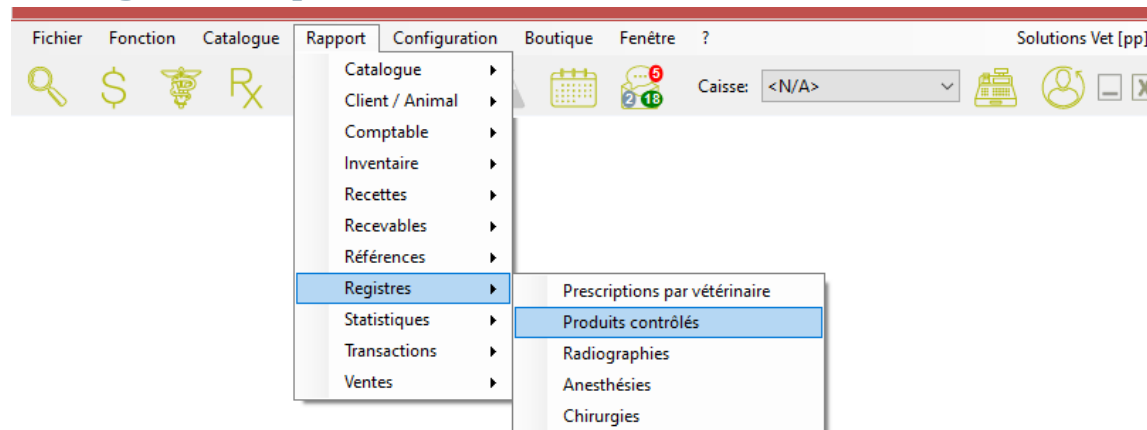 Fichier Fonction Catalogue Rapport Configuration Boutique Fenêtre ? Solutions Vet [pp]
Rx 5 2 18 Caisse: <N/A>
Catalogue
Client / Animal
Comptable
Inventaire
Recettes
Recevables
Références
Registres
Statistiques
Transactions
Ventes
Prescriptions par vétérinaire
Produits contrôlés
Radiographies
Anesthésies
Chirurgies